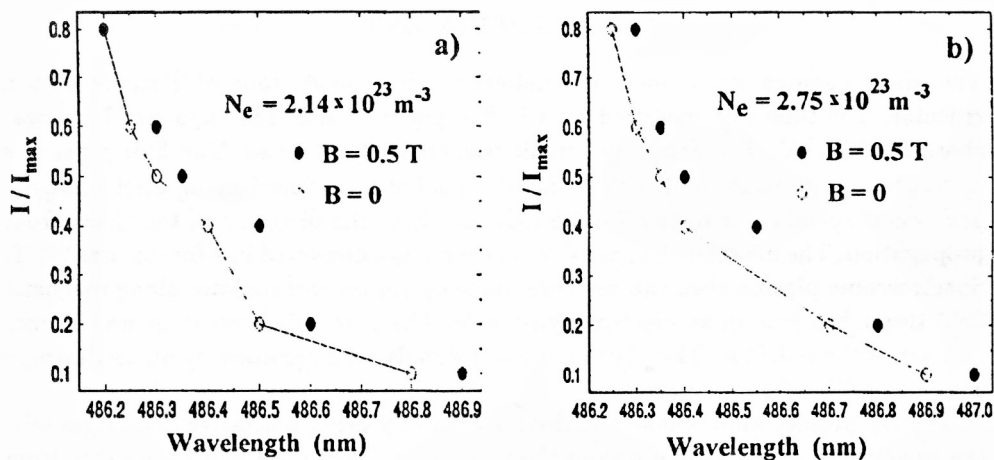 a)
N_e = 2.14 x 10^23 m^-3
B = 0.5 T
B = 0
I / I_max
0.8
0.6
0.5
0.4
0.3
0.2
0.1
486.2 486.3 486.4 486.5 486.6 486.7 486.8 486.9
Wavelength (nm)
b)
N_e = 2.75 x 10^23 m^-3
B = 0.5 T
B = 0
I / I_max
0.8
0.6
0.5
0.4
0.3
0.2
0.1
486.2 486.3 486.4 486.5 486.6 486.7 486.8 486.9 487.0
Wavelength (nm)